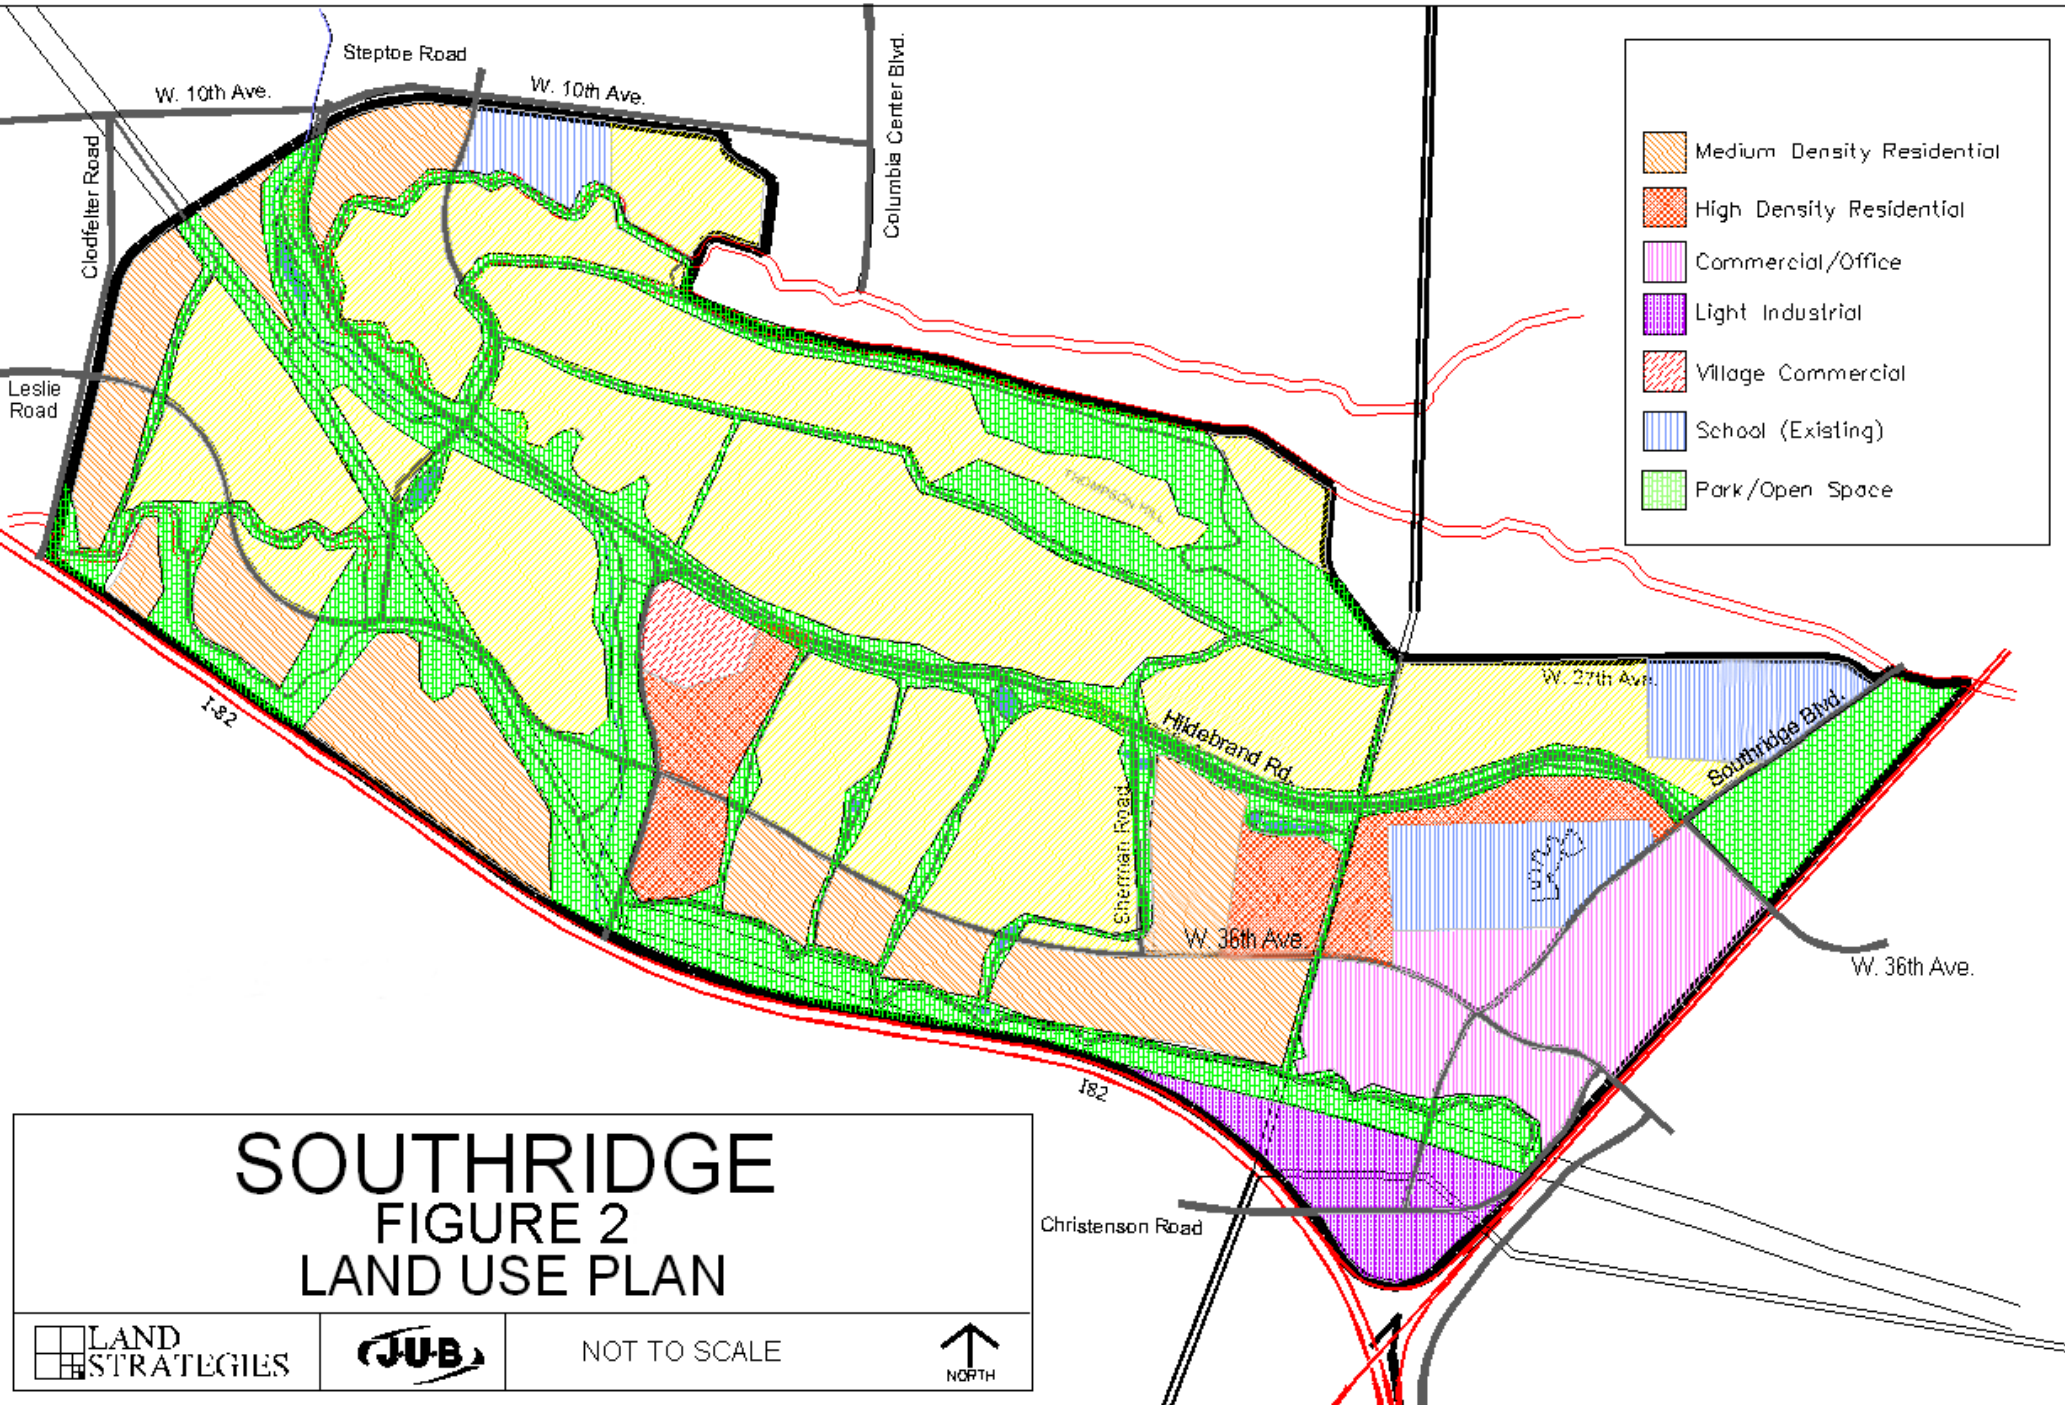 Steptoe Road
W. 10th Ave.
W. 10th Ave.
Columbia Center Blvd.
Clodfelter Road
Leslie
Road
Medium Density Residential
High Density Residential
Commercial/Office
Light Industrial
Village Commercial
School (Existing)
Park/Open Space
THOMPSON HILL
W. 27th Ave.
Southridge Blvd.
Hildebrand Rd.
Sherman Road
W. 36th Ave.
W. 36th Ave.
I-82
I82
Christenson Road
SOUTHRIDGE
FIGURE 2
LAND USE PLAN
LAND
STRATEGIES
J-U-B
NOT TO SCALE
NORTH